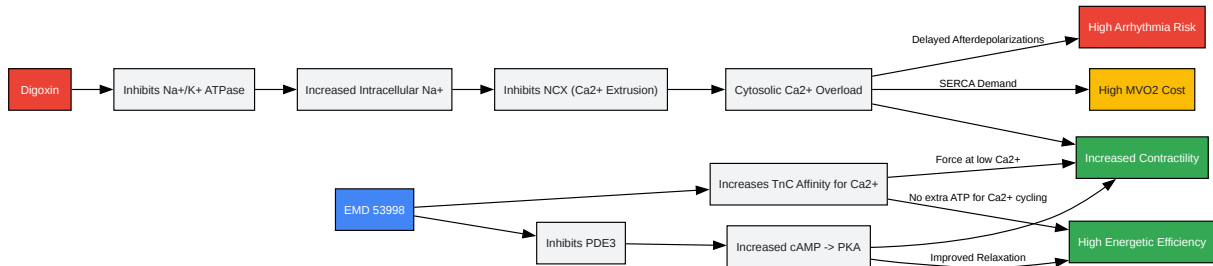 High Arrhythmia Risk
Delayed Afterdepolarizations
Digoxin
Inhibits Na+/K+ ATPase
Increased Intracellular Na+
Inhibits NCX (Ca2+ Extrusion)
Cytosolic Ca2+ Overload
SERCA Demand
High MVO2 Cost
Increased Contractility
Force at low Ca2+
Increases TnC Affinity for Ca2+
No extra ATP for Ca2+ cycling
EMD 53998
Inhibits PDE3
Increased cAMP -> PKA
High Energetic Efficiency
Improved Relaxation